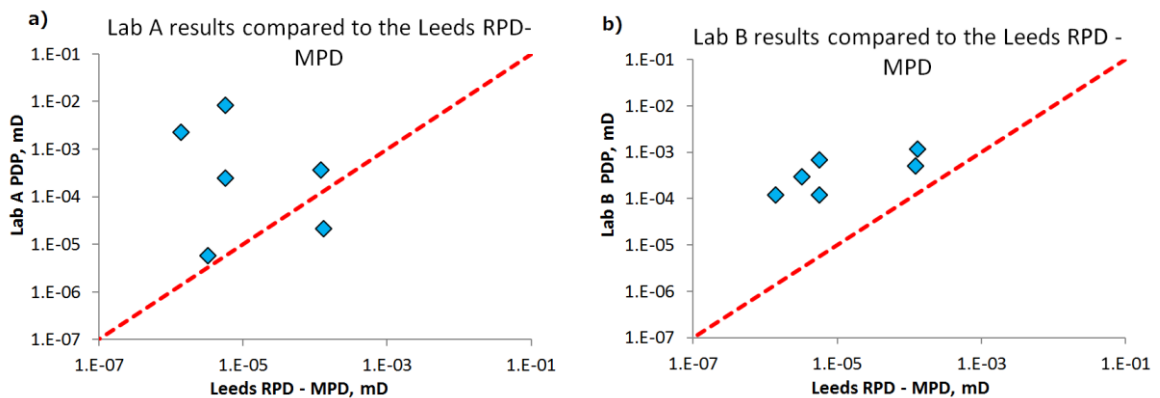 a)
Lab A results compared to the Leeds RPD-
MPD
1.E-01
1.E-02
1.E-03
1.E-04
1.E-05
1.E-06
1.E-07
Lab A PDP, mD
1.E-07 1.E-05 1.E-03 1.E-01
Leeds RPD - MPD, mD
b)
Lab B results compared to the Leeds RPD -
MPD
1.E-01
1.E-02
1.E-03
1.E-04
1.E-05
1.E-06
1.E-07
Lab B PDP, mD
1.E-07 1.E-05 1.E-03 1.E-01
Leeds RPD - MPD, mD